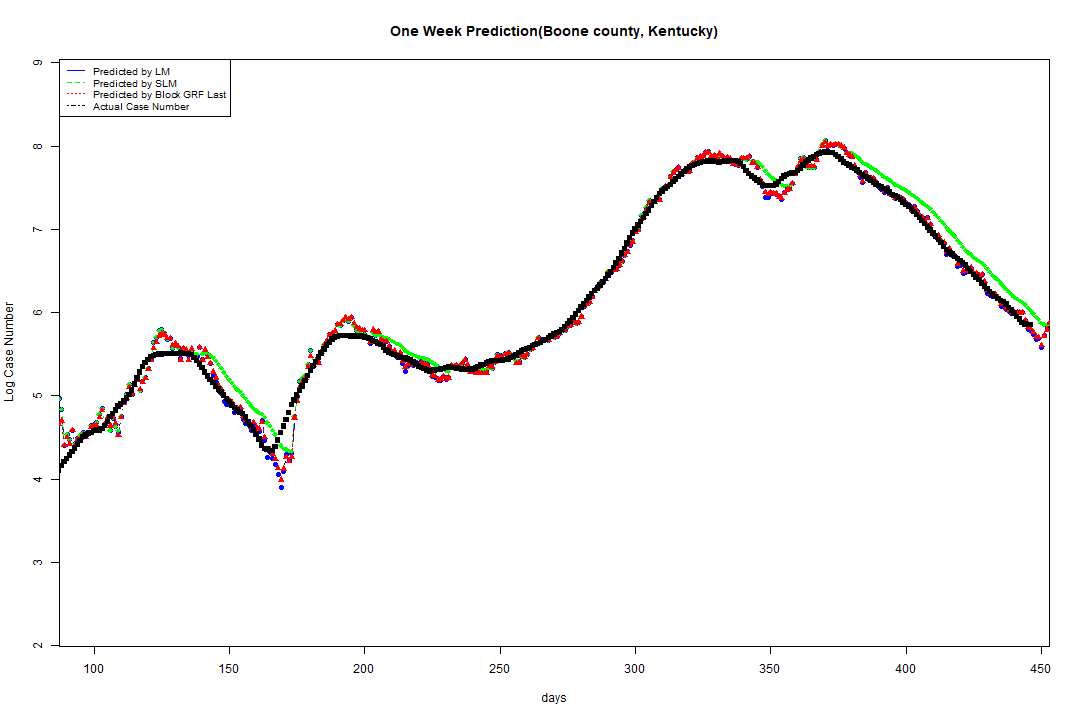 One Week Prediction(Boone county, Kentucky)
Predicted by LM
Predicted by SLM
Predicted by Block GRF Last
Actual Case Number
9
8
7
6
5
4
3
2
Log Case Number
100 150 200 250 300 350 400 450
days